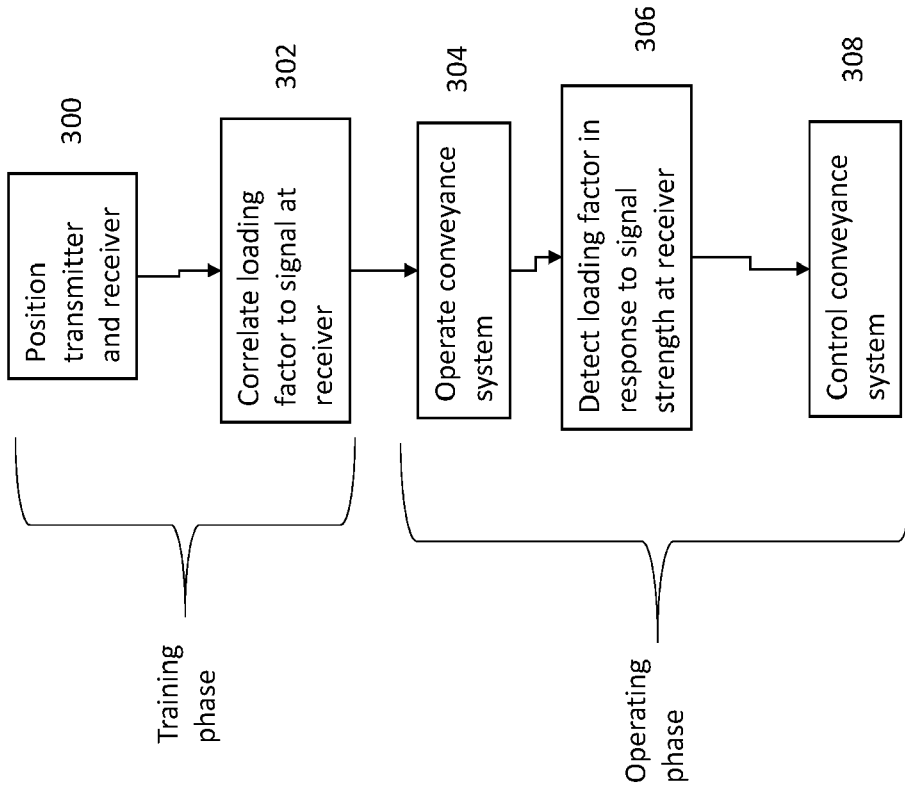 Training
phase
Position
transmitter
and receiver
300
Correlate loading
factor to signal at
receiver
302
Operating
phase
Operate conveyance
system
304
Detect loading factor in
response to signal
strength at receiver
306
Control conveyance
system
308